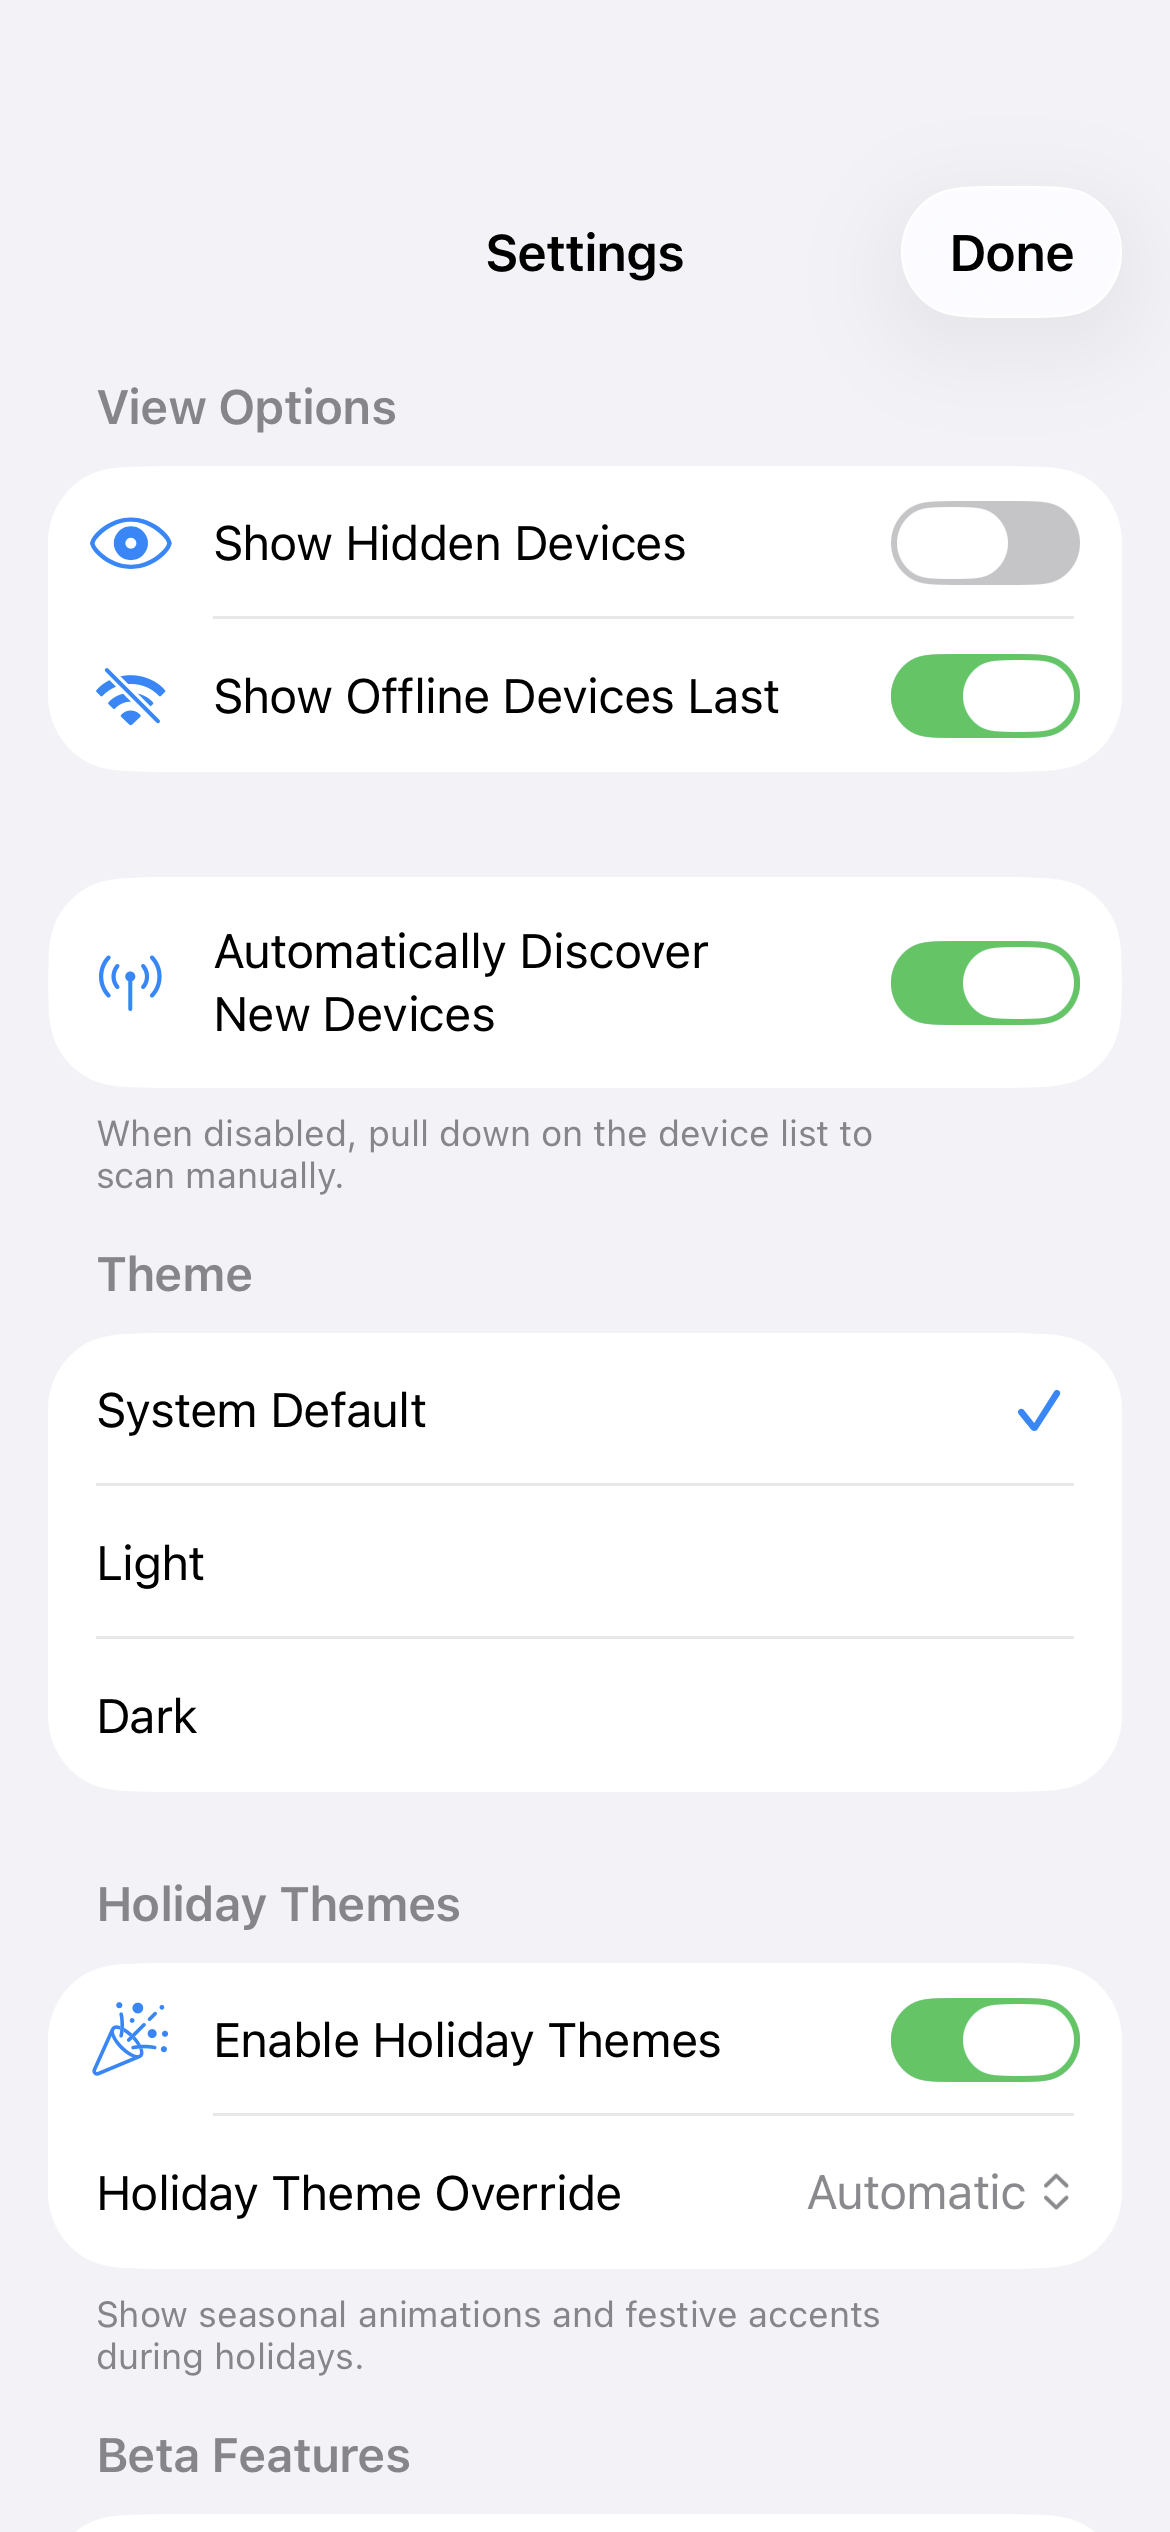 Settings
Done
View Options
Show Hidden Devices
Show Offline Devices Last
Automatically Discover
New Devices
When disabled, pull down on the device list to
scan manually.
Theme
System Default
Light
Dark
Holiday Themes
Enable Holiday Themes
Holiday Theme Override
Automatic
Show seasonal animations and festive accents
during holidays.
Beta Features